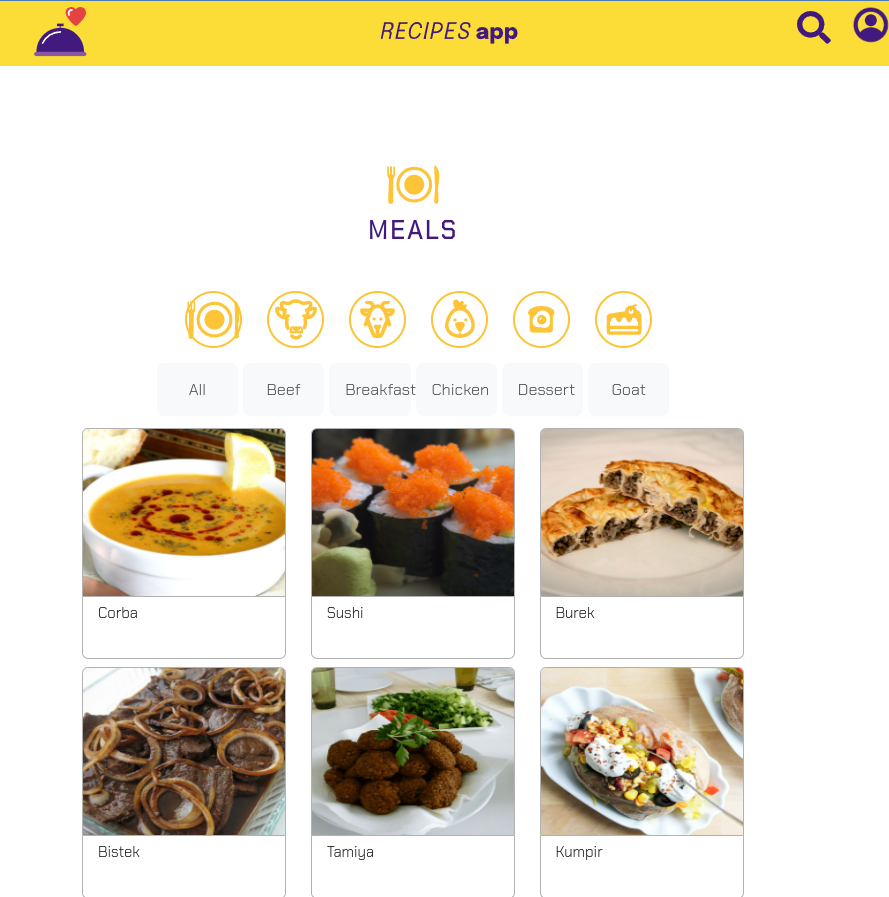 RECIPES app
MEALS
All Beef Breakfast Chicken Dessert Goat
Corba Sushi Burek
Bistek Tamiya Kumpir